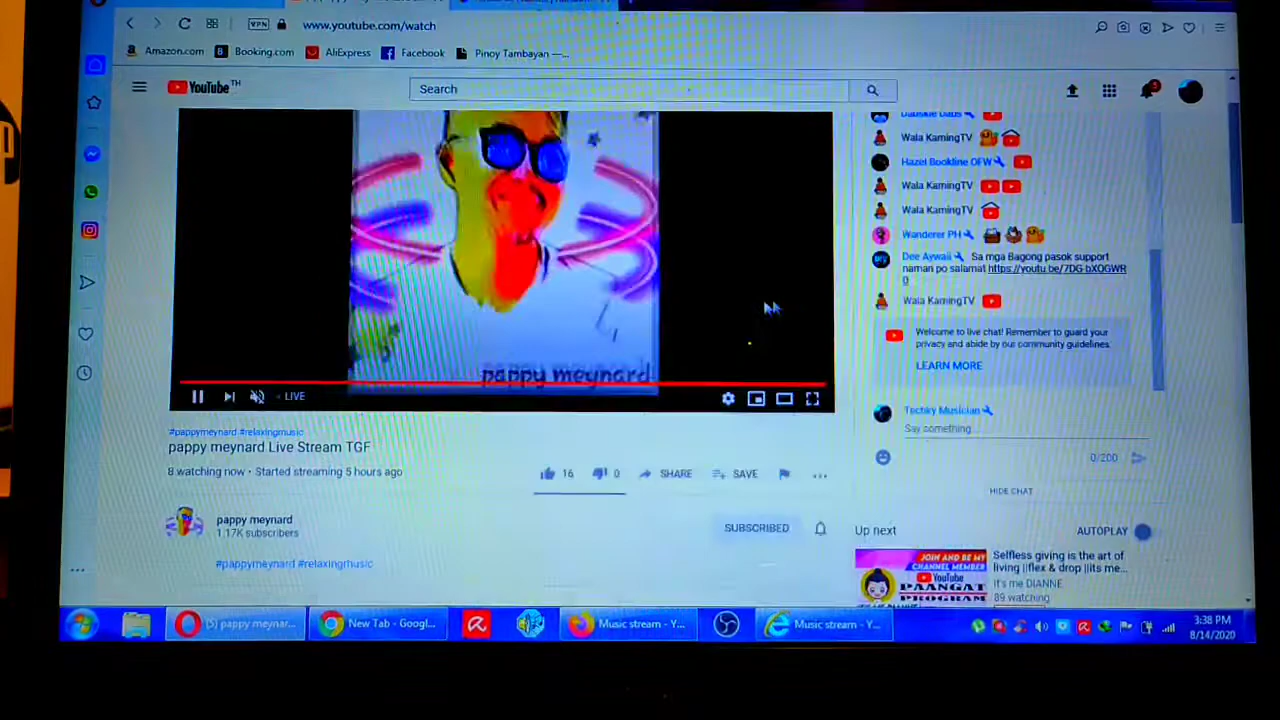 VPN
www.youtube.com/watch
Amazon.com
Booking.com
AliExpress
Facebook
Pinoy Tambayan —...
YouTube TH
Search
Wala KamingTV
Hazel Bookline OFW
Wala KamingTV
Wala KamingTV
Wanderer PH
Dee Aywaii Sa mga Bagong pasok support
naman po salamat https://youtu.be/7DG-bXOGWR
0
Wala KamingTV
Welcome to live chat! Remember to guard your
privacy and abide by our community guidelines.
LEARN MORE
Techky Musician
Say something...
0/200
HIDE CHAT
pappy meynard
LIVE
#pappymeynard #relaxingmusic
pappy meynard Live Stream TGF
8 watching now • Started streaming 5 hours ago
16
0
SHARE
SAVE
pappy meynard
1.17K subscribers
SUBSCRIBED
#pappymeynard #relaxingmusic
Up next
AUTOPLAY
JOIN AND BE MY
CHANNEL MEMBER
YouTube
PAANGAT
PROGRAM
Selfless giving is the art of
living ||flex & drop ||its me...
It's me DIANNE
89 watching
(5) pappy meynar...
New Tab - Googl...
Music stream - Y...
Music stream - Y...
3:38 PM
8/14/2020